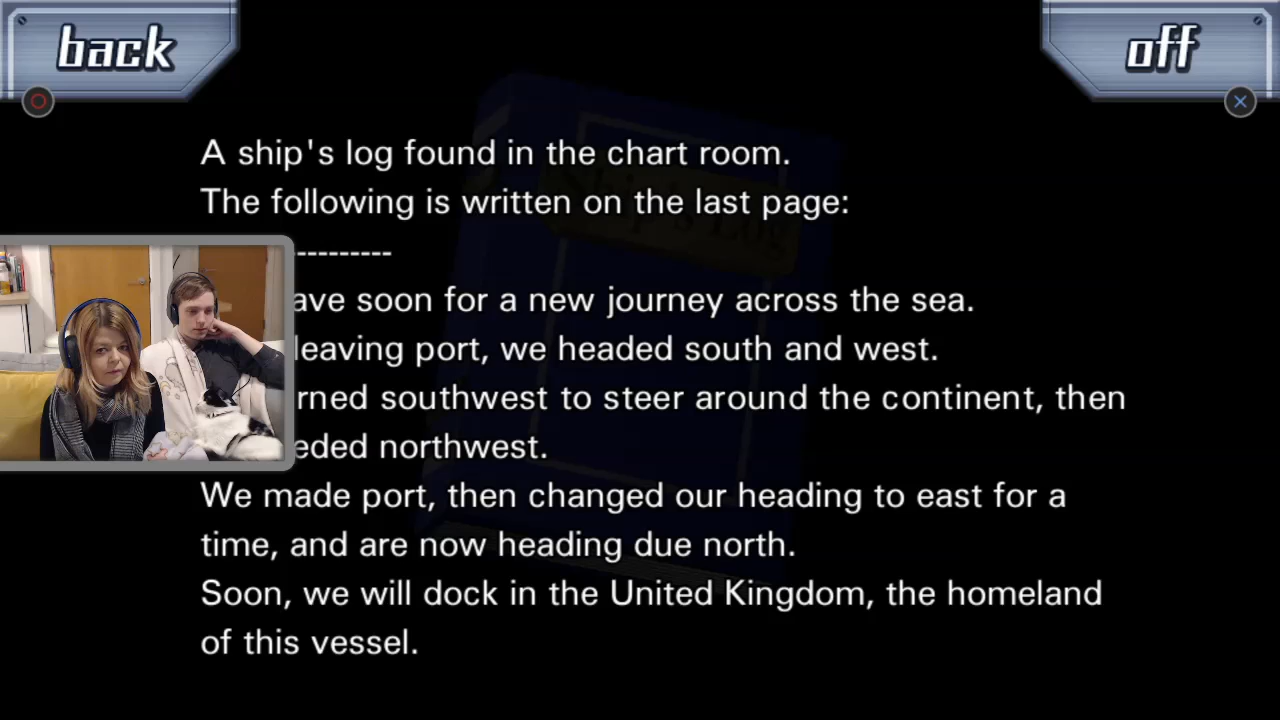 back
off
A ship's log found in the chart room.
The following is written on the last page:
----------
ave soon for a new journey across the sea.
leaving port, we headed south and west.
rned southwest to steer around the continent, then
eded northwest.
We made port, then changed our heading to east for a
time, and are now heading due north.
Soon, we will dock in the United Kingdom, the homeland
of this vessel.
Ship's Log